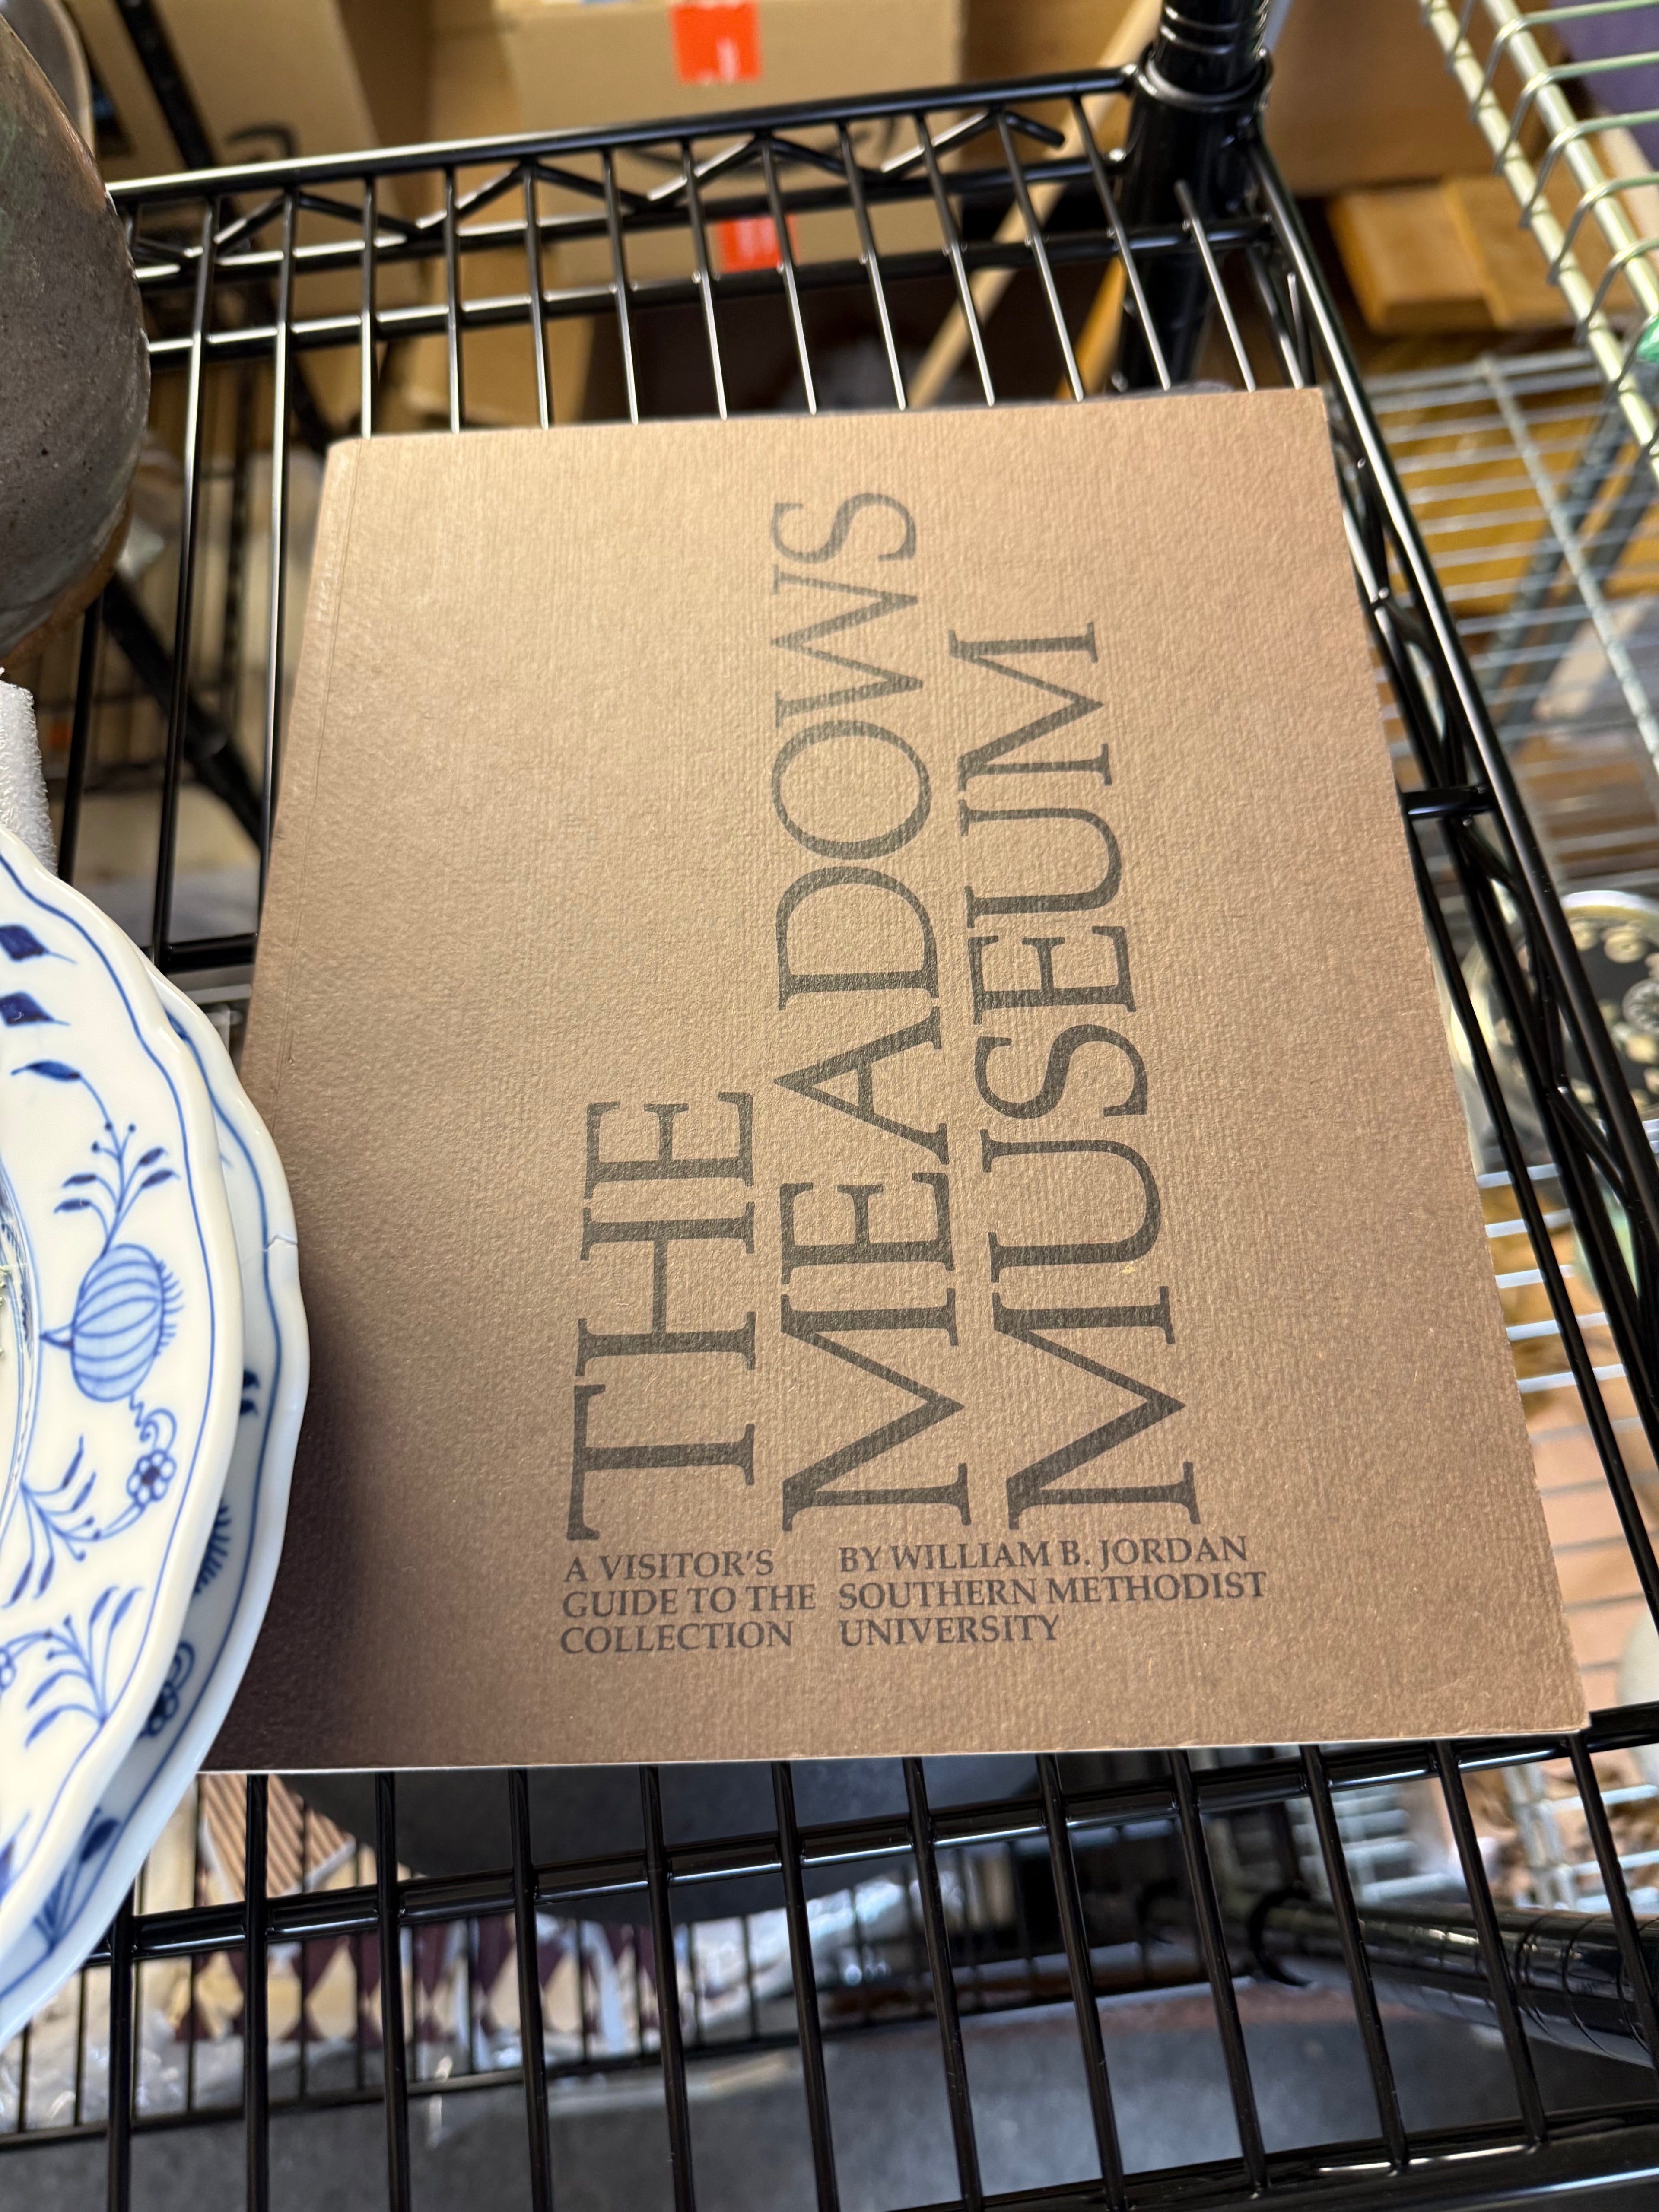 THE
MEADOWS
MUSEUM
A VISITOR'S
GUIDE TO THE
COLLECTION
BY WILLIAM B. JORDAN
SOUTHERN METHODIST
UNIVERSITY